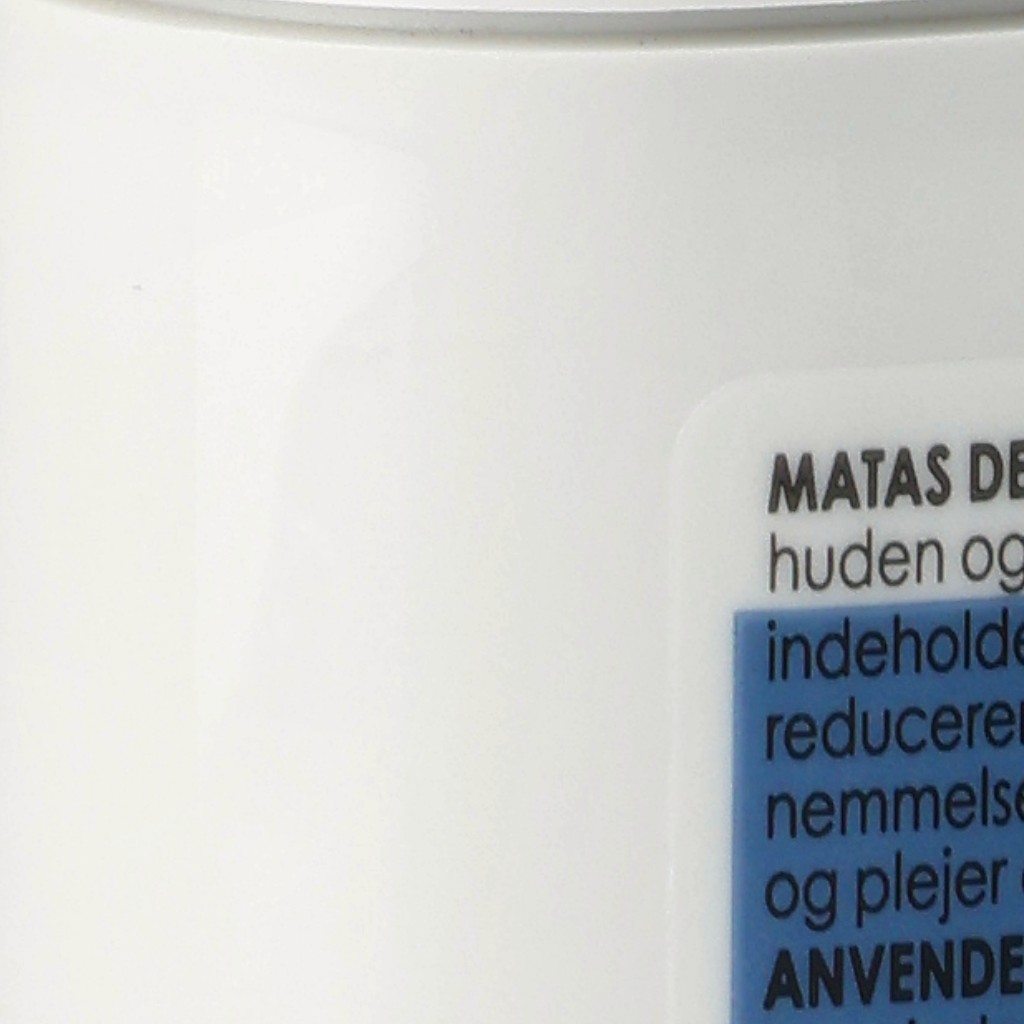 MATAS DE
huden og
indeholde
reducerer
nemmelse
og plejer
ANVENDE